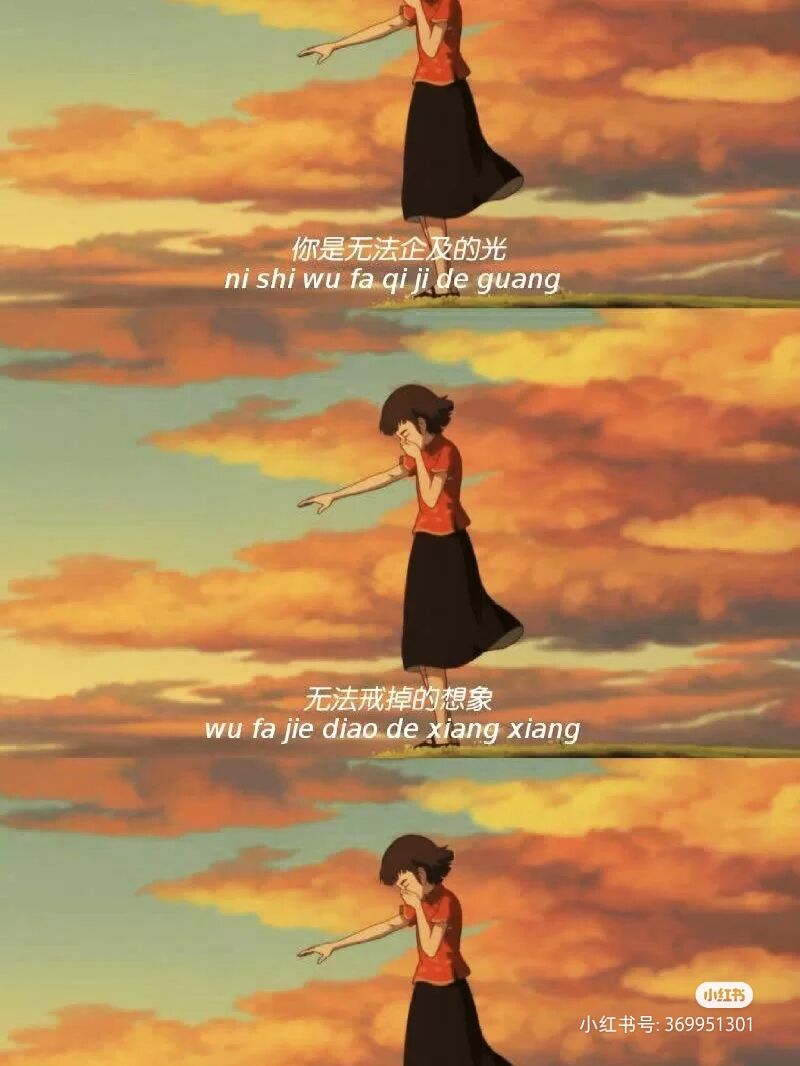 你是无法企及的光
ni shi wu fa qi ji de guang
无法戒掉的想象
wu fa jie diao de xiang xiang
小红书
小红书号: 369951301